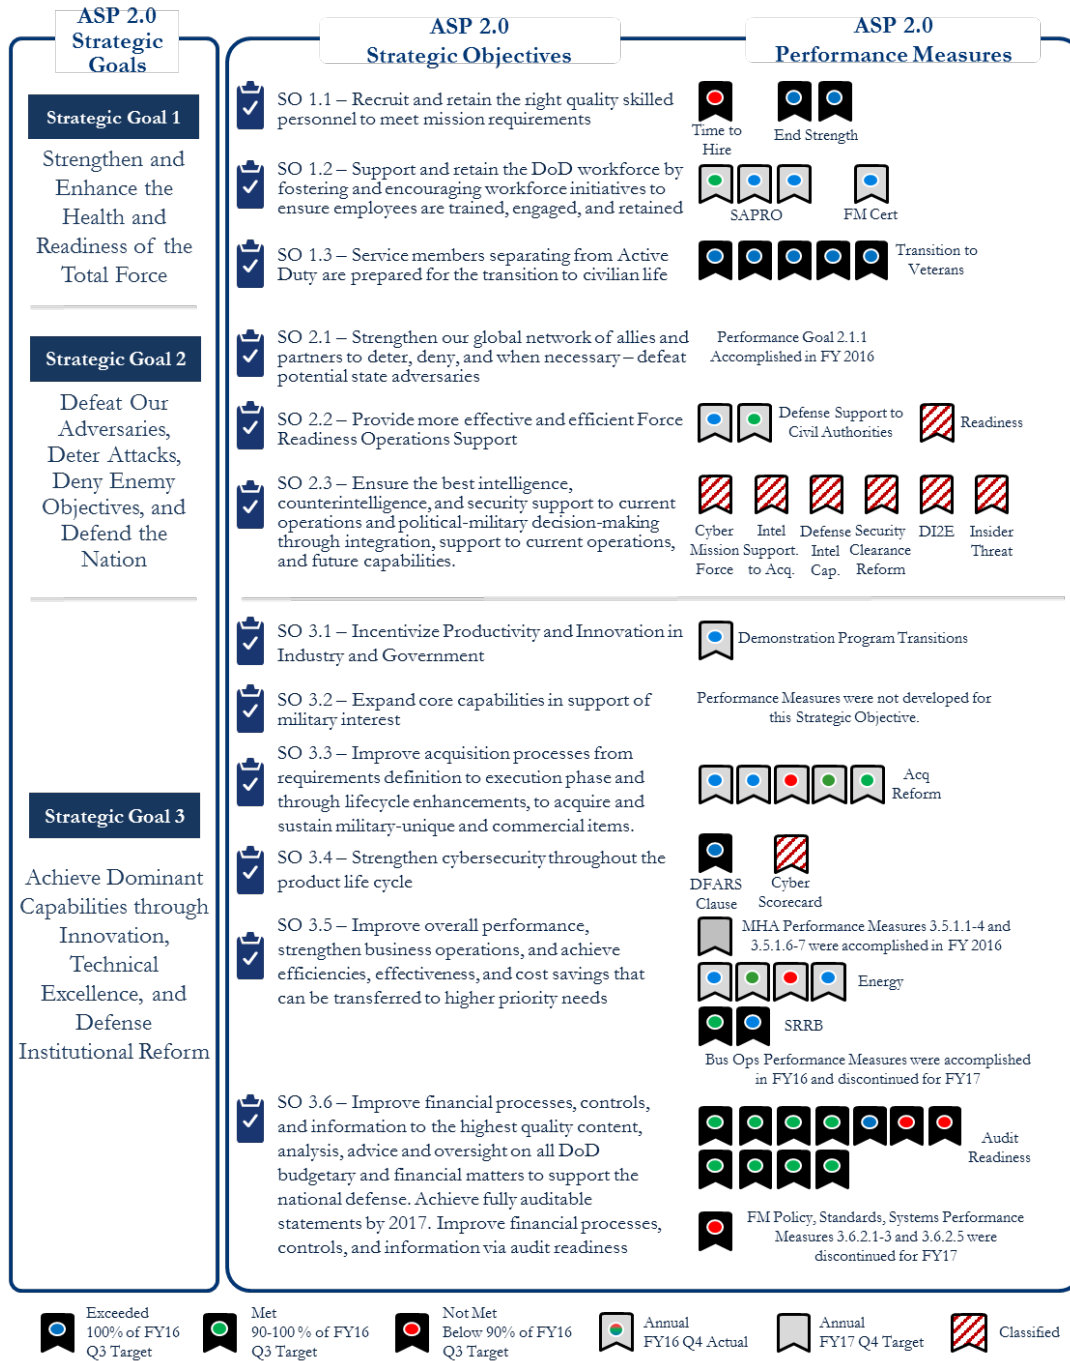 ASP 2.0
Strategic
Goals
ASP 2.0
Strategic Objectives
ASP 2.0
Performance Measures
Strategic Goal 1
Strengthen and
Enhance the
Health and
Readiness of the
Total Force
SO 1.1 – Recruit and retain the right quality skilled
personnel to meet mission requirements
Time to
Hire
End Strength
SO 1.2 – Support and retain the DoD workforce by
fostering and encouraging workforce initiatives to
ensure employees are trained, engaged, and retained
SAPRO
FM Cert
SO 1.3 – Service members separating from Active
Duty are prepared for the transition to civilian life
Transition to
Veterans
Strategic Goal 2
Defeat Our
Adversaries,
Deter Attacks,
Deny Enemy
Objectives, and
Defend the
Nation
SO 2.1 – Strengthen our global network of allies and
partners to deter, deny, and when necessary – defeat
potential state adversaries
Performance Goal 2.1.1
Accomplished in FY 2016
SO 2.2 – Provide more effective and efficient Force
Readiness Operations Support
Defense Support to
Civil Authorities
Readiness
SO 2.3 – Ensure the best intelligence,
counterintelligence, and security support to current
operations and political-military decision-making
through integration, support to current operations,
and future capabilities.
Cyber
Mission
Force
Intel
Support.
to Acq.
Defense
Intel
Cap.
Security
Clearance
Reform
DI2E
Insider
Threat
Strategic Goal 3
Achieve Dominant
Capabilities through
Innovation,
Technical
Excellence, and
Defense
Institutional Reform
SO 3.1 – Incentivize Productivity and Innovation in
Industry and Government
Demonstration Program Transitions
SO 3.2 – Expand core capabilities in support of
military interest
Performance Measures were not developed for
this Strategic Objective.
SO 3.3 – Improve acquisition processes from
requirements definition to execution phase and
through lifecycle enhancements, to acquire and
sustain military-unique and commercial items.
Acq
Reform
SO 3.4 – Strengthen cybersecurity throughout the
product life cycle
DFARS
Clause
Cyber
Scorecard
SO 3.5 – Improve overall performance,
strengthen business operations, and achieve
efficiencies, effectiveness, and cost savings that
can be transferred to higher priority needs
MHA Performance Measures 3.5.1.1-4 and
3.5.1.6-7 were accomplished in FY 2016
Energy
SRRB
Bus Ops Performance Measures were accomplished
in FY16 and discontinued for FY17
SO 3.6 – Improve financial processes, controls,
and information to the highest quality content,
analysis, advice and oversight on all DoD
budgetary and financial matters to support the
national defense. Achieve fully auditable
statements by 2017. Improve financial processes,
controls, and information via audit readiness
Audit
Readiness
FM Policy, Standards, Systems Performance
Measures 3.6.2.1-3 and 3.6.2.5 were
discontinued for FY17
Exceeded
100% of FY16
Q3 Target
Met
90-100 % of FY16
Q3 Target
Not Met
Below 90% of FY16
Q3 Target
Annual
FY16 Q4 Actual
Annual
FY17 Q4 Target
Classified